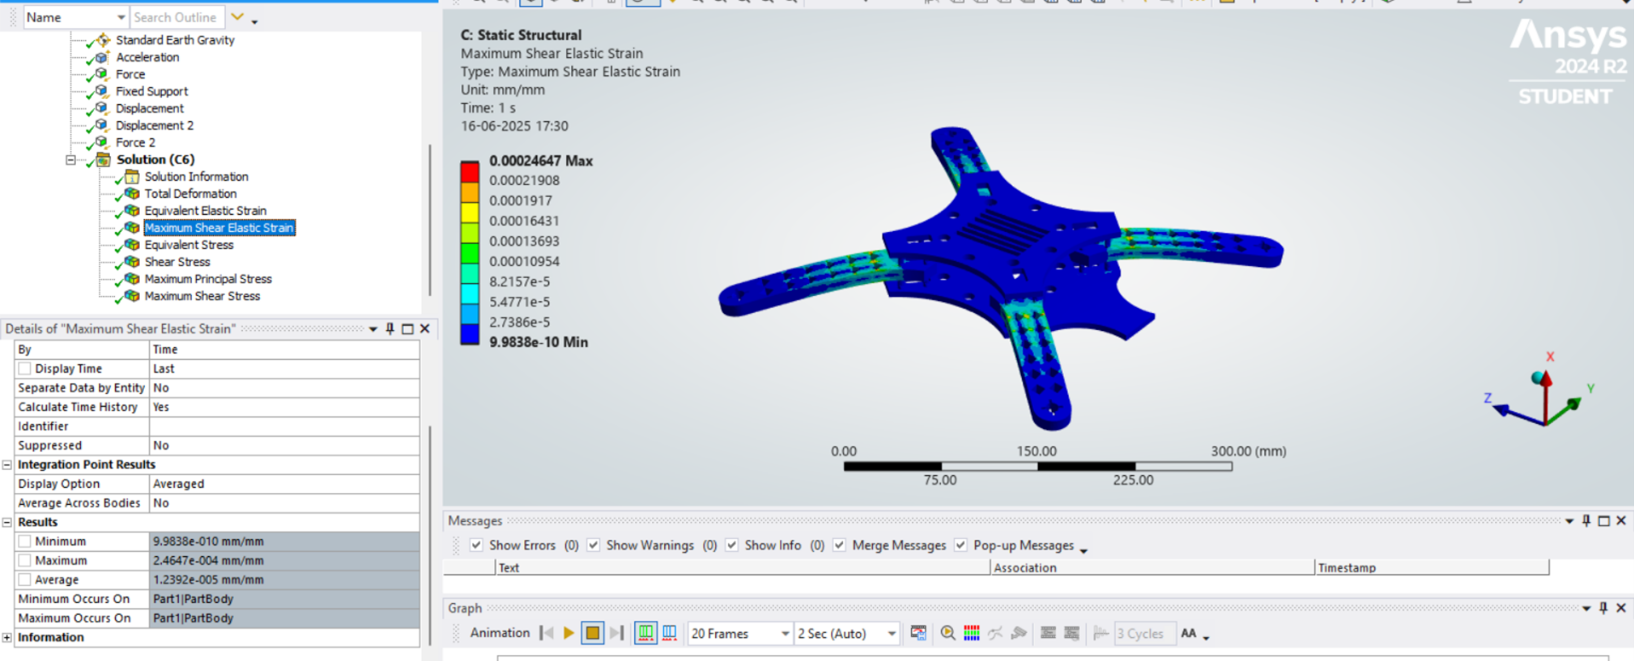 Name Search Outline
Standard Earth Gravity
Acceleration
Force
Fixed Support
Displacement
Displacement 2
Force 2
Solution (C6)
Solution Information
Total Deformation
Equivalent Elastic Strain
Maximum Shear Elastic Strain
Equivalent Stress
Shear Stress
Maximum Principal Stress
Maximum Shear Stress
Details of "Maximum Shear Elastic Strain"
By Time
Display Time Last
Separate Data by Entity No
Calculate Time History Yes
Identifier
Suppressed No
Integration Point Results
Display Option Averaged
Average Across Bodies No
Results
Minimum 9.9838e-010 mm/mm
Maximum 2.4647e-004 mm/mm
Average 1.2392e-005 mm/mm
Minimum Occurs On Part1|PartBody
Maximum Occurs On Part1|PartBody
Information
C: Static Structural
Maximum Shear Elastic Strain
Type: Maximum Shear Elastic Strain
Unit: mm/mm
Time: 1 s
16-06-2025 17:30
0.00024647 Max
0.00021908
0.0001917
0.00016431
0.00013693
0.00010954
8.2157e-5
5.4771e-5
2.7386e-5
9.9838e-10 Min
Ansys
2024 R2
STUDENT
X
Y
Z
0.00 150.00 300.00 (mm)
75.00 225.00
Messages
Show Errors (0) Show Warnings (0) Show Info (0) Merge Messages Pop-up Messages
Text Association Timestamp
Graph
Animation 20 Frames 2 Sec (Auto) 3 Cycles AA